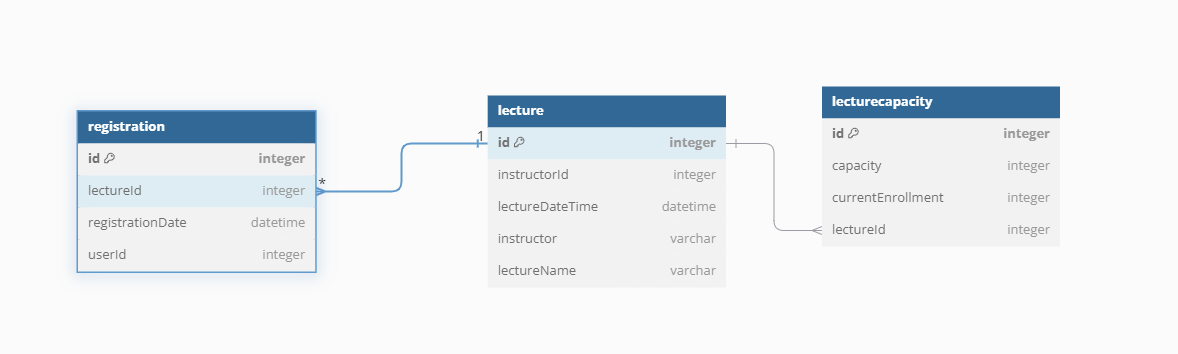 registration
id integer
lectureId integer
registrationDate datetime
userId integer
* 1
lecture
id integer
instructorId integer
lectureDateTime datetime
instructor varchar
lectureName varchar
lecturecapacity
id integer
capacity integer
currentEnrollment integer
lectureId integer